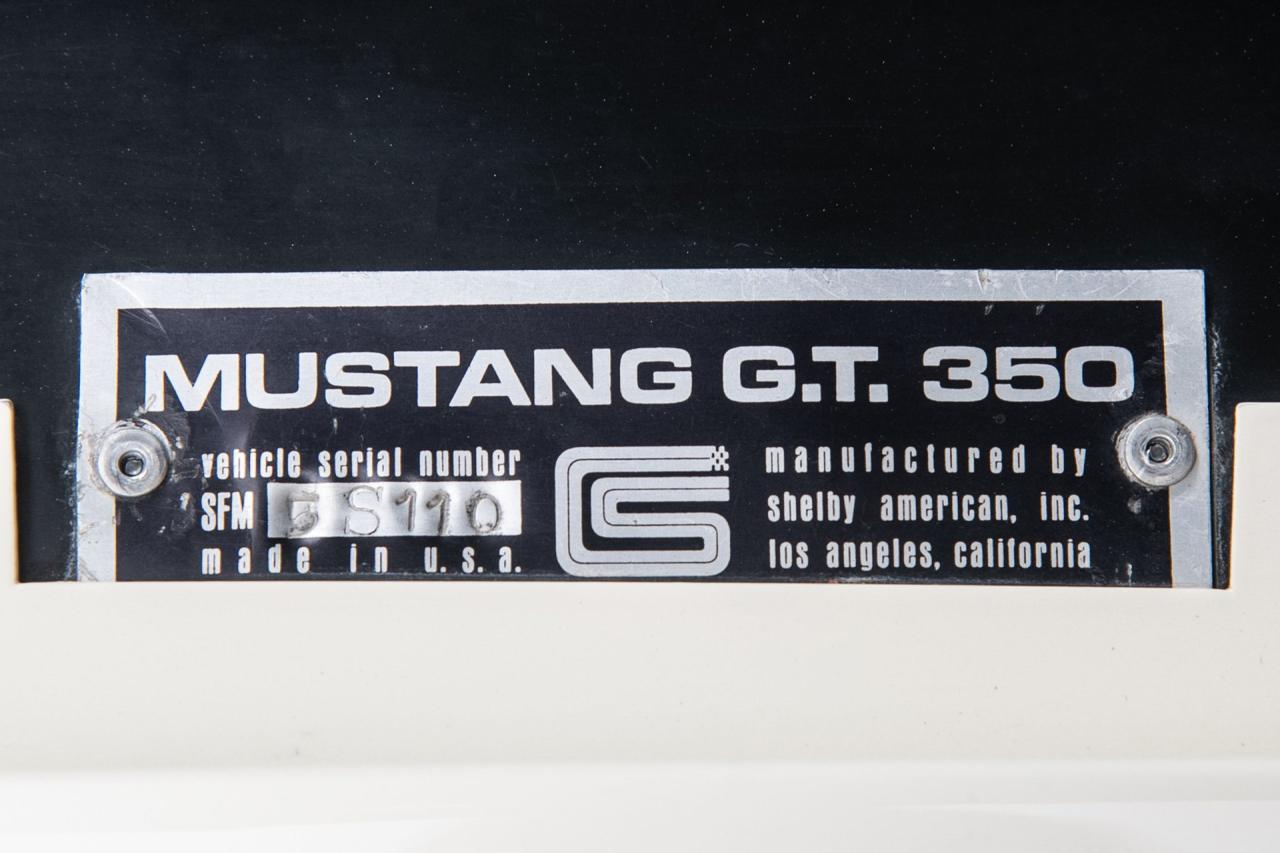 MUSTANG G.T. 350
vehicle serial number
SFM 5S110
made in u.s.a.
manufactured by
shelby american, inc.
los angeles, california